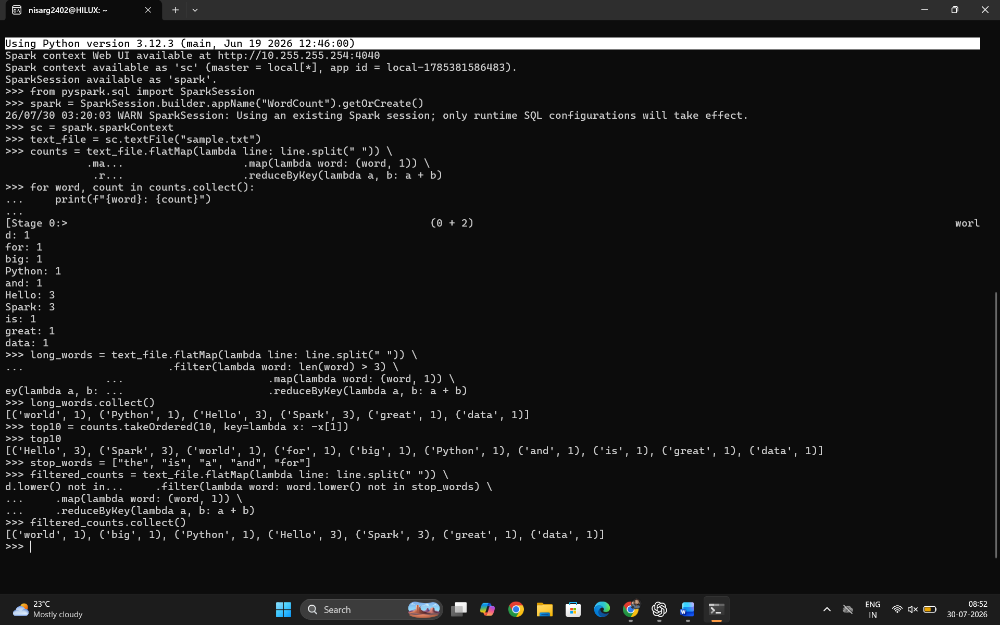 nisarg2402@HILUX: ~
Using Python version 3.12.3 (main, Jun 19 2026 12:46:00)
Spark context Web UI available at http://10.255.255.254:4040
Spark context available as 'sc' (master = local[*], app id = local-1785381586483).
SparkSession available as 'spark'.
>>> from pyspark.sql import SparkSession
>>> spark = SparkSession.builder.appName("WordCount").getOrCreate()
26/07/30 03:20:03 WARN SparkSession: Using an existing Spark session; only runtime SQL configurations will take effect.
>>> sc = spark.sparkContext
>>> text_file = sc.textFile("sample.txt")
>>> counts = text_file.flatMap(lambda line: line.split(" ")) \
             .ma...                   .map(lambda word: (word, 1)) \
              .r...                   .reduceByKey(lambda a, b: a + b)
>>> for word, count in counts.collect():
...     print(f"{word}: {count}")
...
[Stage 0:>                                                          (0 + 2)                                                                             worl
d: 1
for: 1
big: 1
Python: 1
and: 1
Hello: 3
Spark: 3
is: 1
great: 1
data: 1
>>> long_words = text_file.flatMap(lambda line: line.split(" ")) \
...                       .filter(lambda word: len(word) > 3) \
                ...                       .map(lambda word: (word, 1)) \
ey(lambda a, b: ...                       .reduceByKey(lambda a, b: a + b)
>>> long_words.collect()
[('world', 1), ('Python', 1), ('Hello', 3), ('Spark', 3), ('great', 1), ('data', 1)]
>>> top10 = counts.takeOrdered(10, key=lambda x: -x[1])
>>> top10
[('Hello', 3), ('Spark', 3), ('world', 1), ('for', 1), ('big', 1), ('Python', 1), ('and', 1), ('is', 1), ('great', 1), ('data', 1)]
>>> stop_words = ["the", "is", "a", "and", "for"]
>>> filtered_counts = text_file.flatMap(lambda line: line.split(" ")) \
d.lower() not in...     .filter(lambda word: word.lower() not in stop_words) \
...     .map(lambda word: (word, 1)) \
...     .reduceByKey(lambda a, b: a + b)
>>> filtered_counts.collect()
[('world', 1), ('big', 1), ('Python', 1), ('Hello', 3), ('Spark', 3), ('great', 1), ('data', 1)]
>>>
23°C
Mostly cloudy
Search
ENG
IN
08:52
30-07-2026